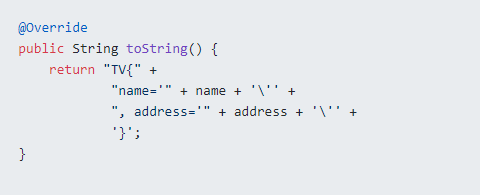 @Override
public String toString() {
    return "TV{" +
            "name='" + name + '\'' +
            ", address='" + address + '\'' +
            '}';
}